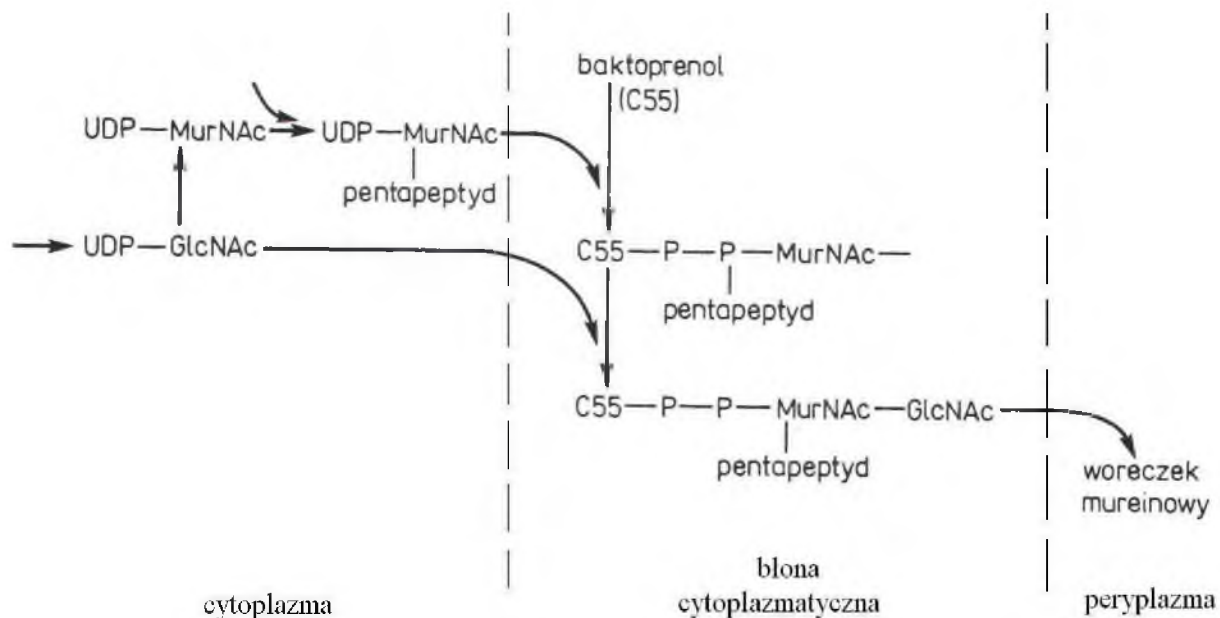 baktoprenol
(C55)
UDP—MurNAc
UDP—MurNAc
pentapeptyd
UDP—GlcNAc
C55—P—P—MurNAc—
pentapeptyd
C55—P—P—MurNAc—GlcNAc
pentapeptyd
woreczek
mureinowy
cytoplazma
błona
cytoplazmatyczna
peryplazma